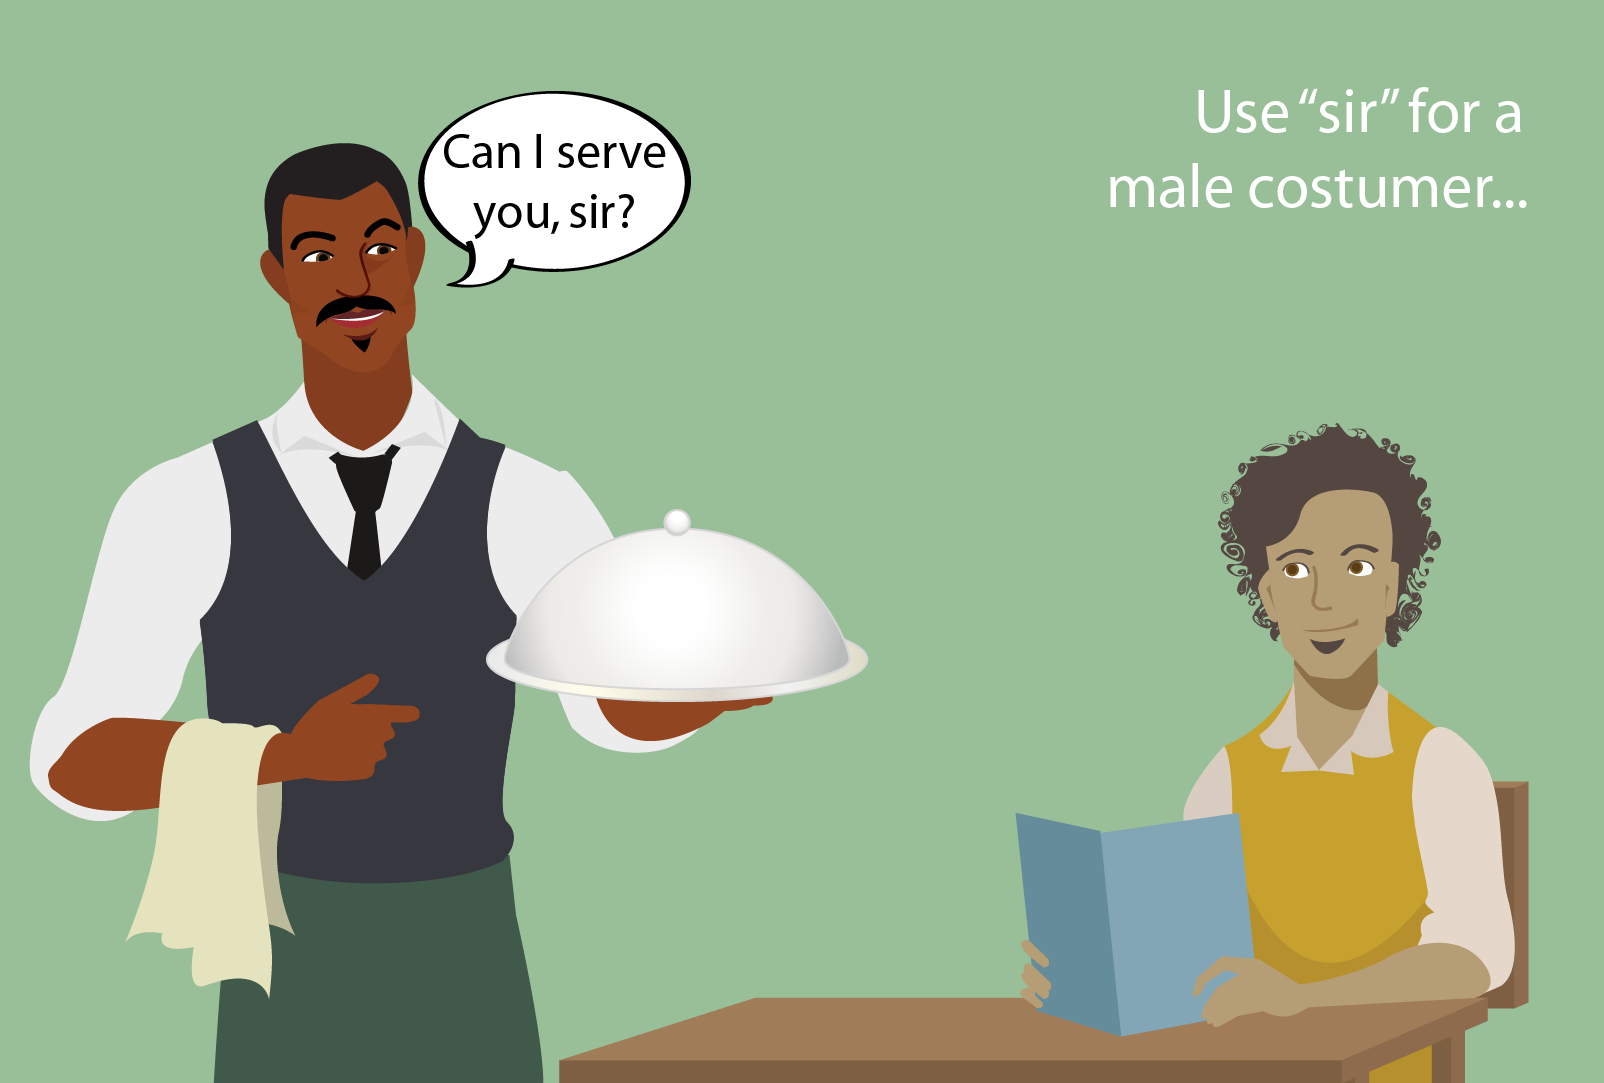 Can I serve
you, sir?
Use “sir” for a
male costumer...